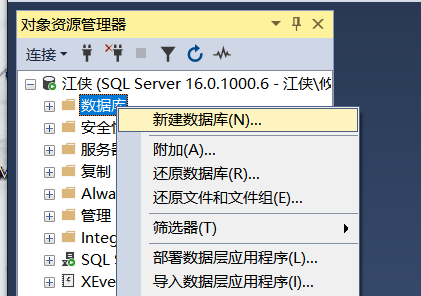 对象资源管理器
连接
江侠 (SQL Server 16.0.1000.6 - 江侠\
数据库
新建数据库(N)...
安全
附加(A)...
服务器
还原数据库(R)...
复制
还原文件和文件组(E)...
Alwa
筛选器(T)
管理
Integ
部署数据层应用程序(L)...
SQL S
导入数据层应用程序(I)...
XEver